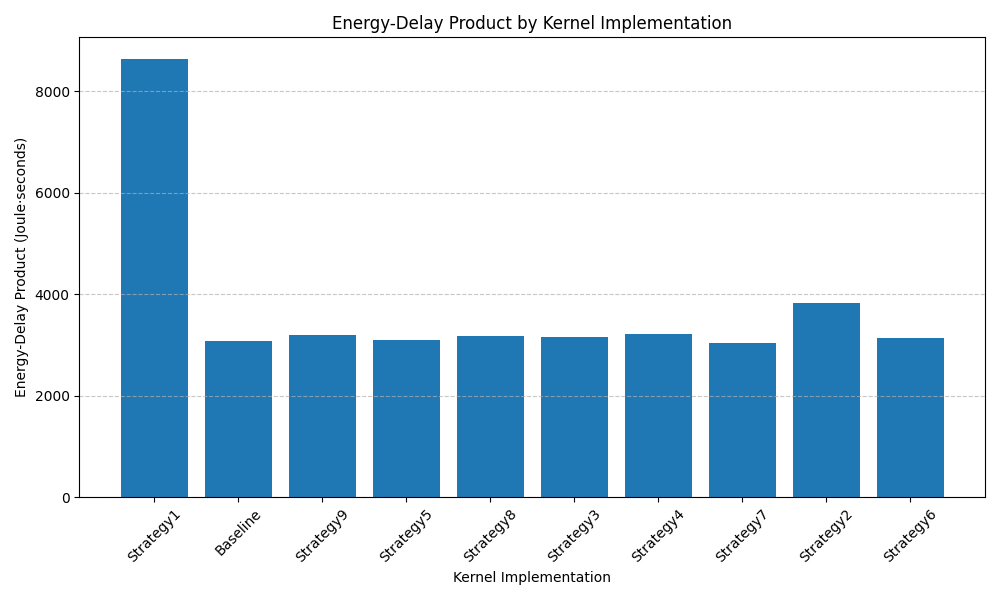 Energy-Delay Product by Kernel Implementation
Energy-Delay Product (Joule·seconds)
8000
6000
4000
2000
0
Strategy1
Baseline
Strategy9
Strategy5
Strategy8
Strategy3
Strategy4
Strategy7
Strategy2
Strategy6
Kernel Implementation